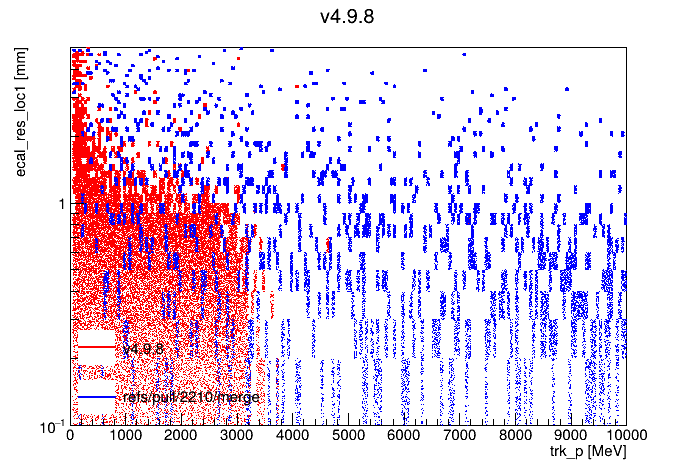 v4.9.8
ecal_res_loc1 [mm]
1
10⁻¹
v4.9.8
refs/pull/2210/merge
0 1000 2000 3000 4000 5000 6000 7000 8000 9000 10000
trk_p [MeV]